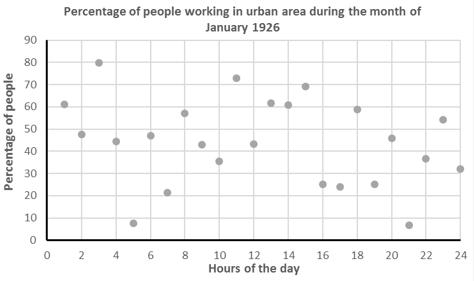 Percentage of people working in urban area during the month of
January 1926
Percentage of people
90
80
70
60
50
40
30
20
10
0
0 2 4 6 8 10 12 14 16 18 20 22 24
Hours of the day